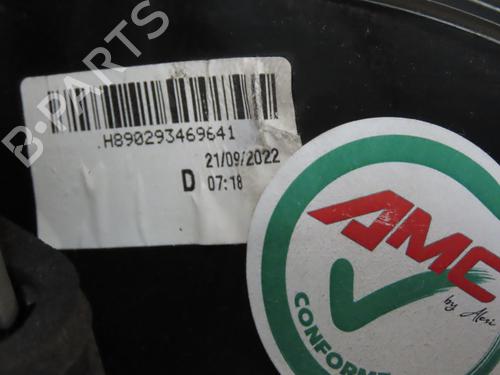 B-PARTS
.H890293469641
21/09/2022
D 07:18
AMC
by Alesi
CONFORME